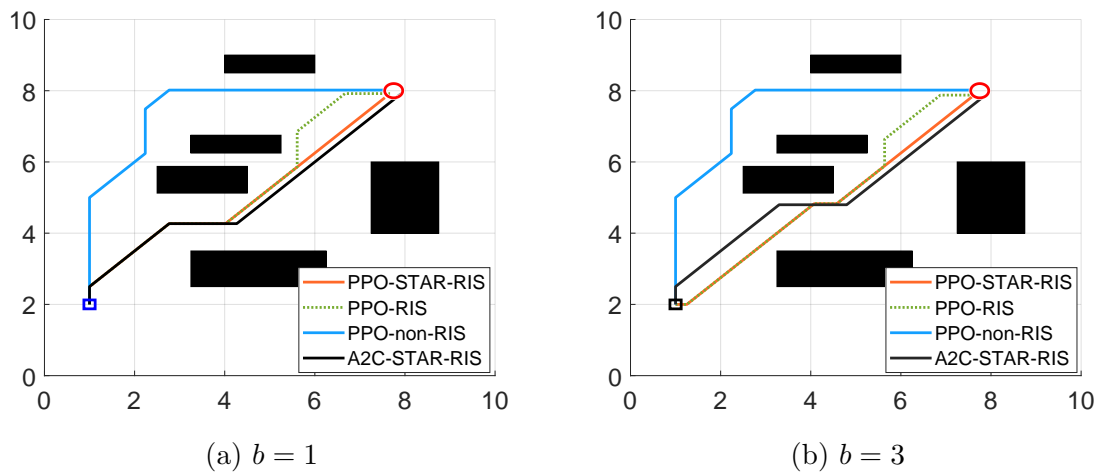 10
8
6
4
2
0
PPO-STAR-RIS
PPO-RIS
PPO-non-RIS
A2C-STAR-RIS
0 2 4 6 8 10
(a) b = 1
10
8
6
4
2
0
PPO-STAR-RIS
PPO-RIS
PPO-non-RIS
A2C-STAR-RIS
0 2 4 6 8 10
(b) b = 3